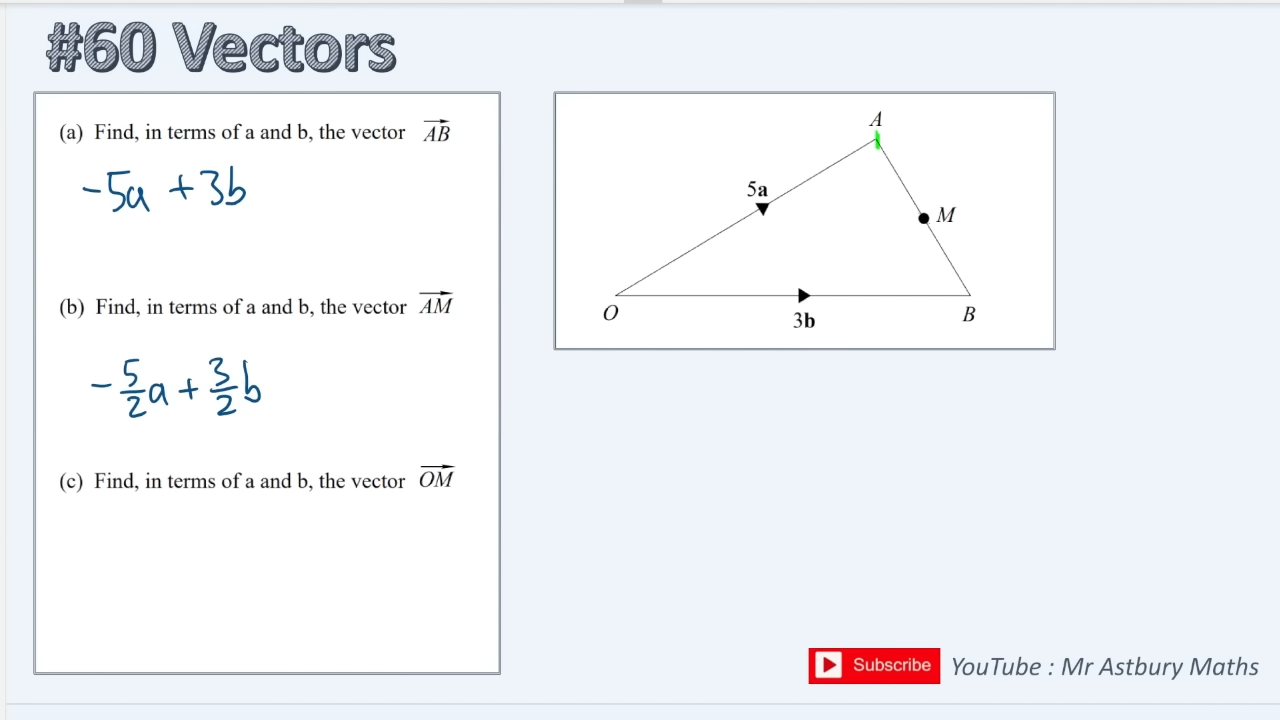 #60 Vectors
(a) Find, in terms of a and b, the vector AB
-5a + 3b
(b) Find, in terms of a and b, the vector AM
-5/2a + 3/2b
(c) Find, in terms of a and b, the vector OM
A
5a
M
O
3b
B
Subscribe YouTube : Mr Astbury Maths